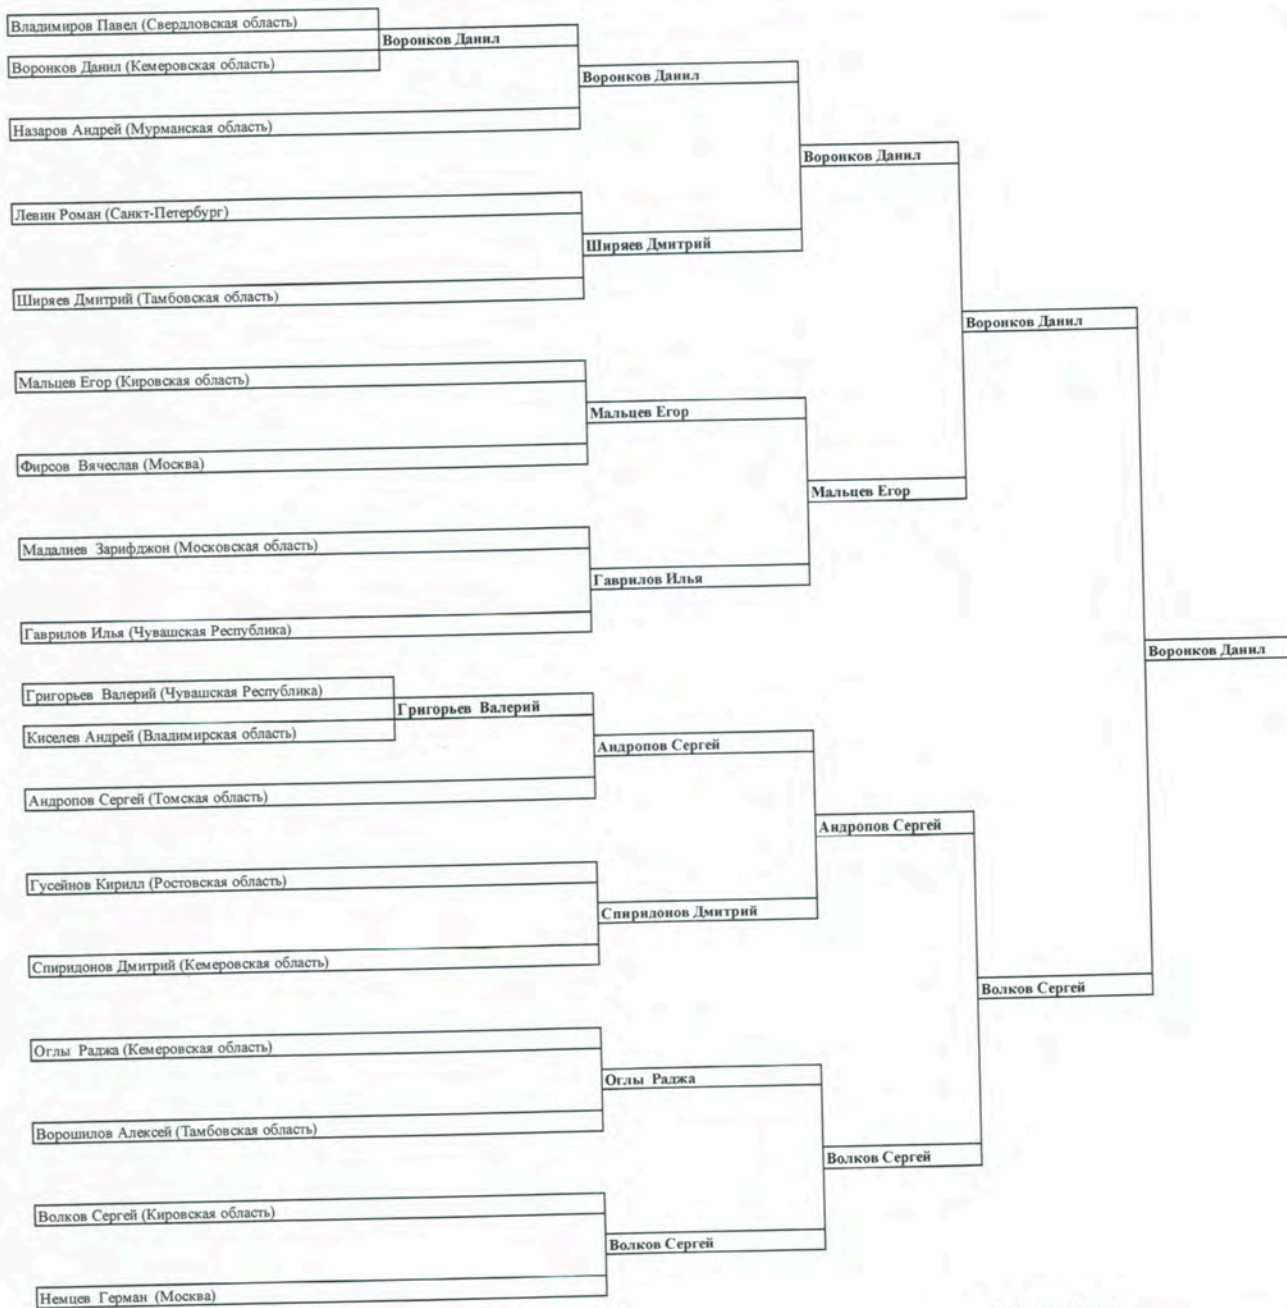 Владимиров Павел (Свердловская область)
Воронков Данил
Воронков Данил (Кемеровская область)
Воронков Данил
Назаров Андрей (Мурманская область)
Воронков Данил
Левин Роман (Санкт-Петербург)
Ширяев Дмитрий
Ширяев Дмитрий (Тамбовская область)
Воронков Данил
Мальцев Егор (Кировская область)
Мальцев Егор
Фирсов Вячеслав (Москва)
Мальцев Егор
Мадалиев Зарифджон (Московская область)
Гаврилов Илья
Гаврилов Илья (Чувашская Республика)
Воронков Данил
Григорьев Валерий (Чувашская Республика)
Григорьев Валерий
Киселев Андрей (Владимирская область)
Андропов Сергей
Андропов Сергей (Томская область)
Андропов Сергей
Гусейнов Кирилл (Ростовская область)
Спиридонов Дмитрий
Спиридонов Дмитрий (Кемеровская область)
Волков Сергей
Оглы Раджа (Кемеровская область)
Оглы Раджа
Ворошилов Алексей (Тамбовская область)
Волков Сергей
Волков Сергей (Кировская область)
Волков Сергей
Немцев Герман (Москва)